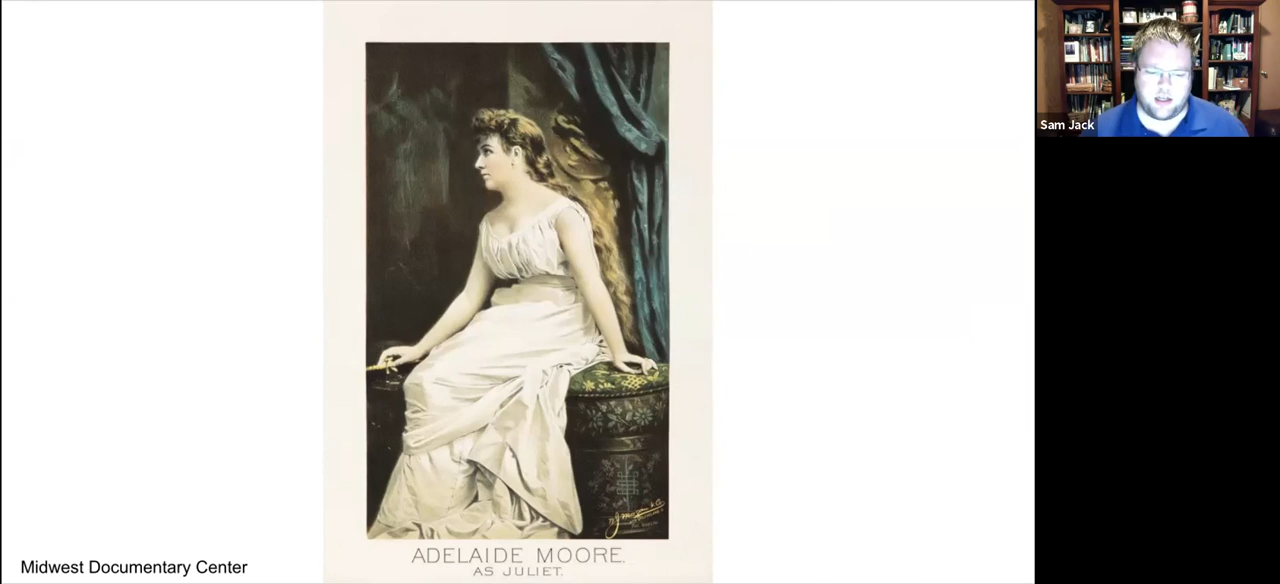 Sam Jack
ADELAIDE MOORE.
AS JULIET.
Midwest Documentary Center